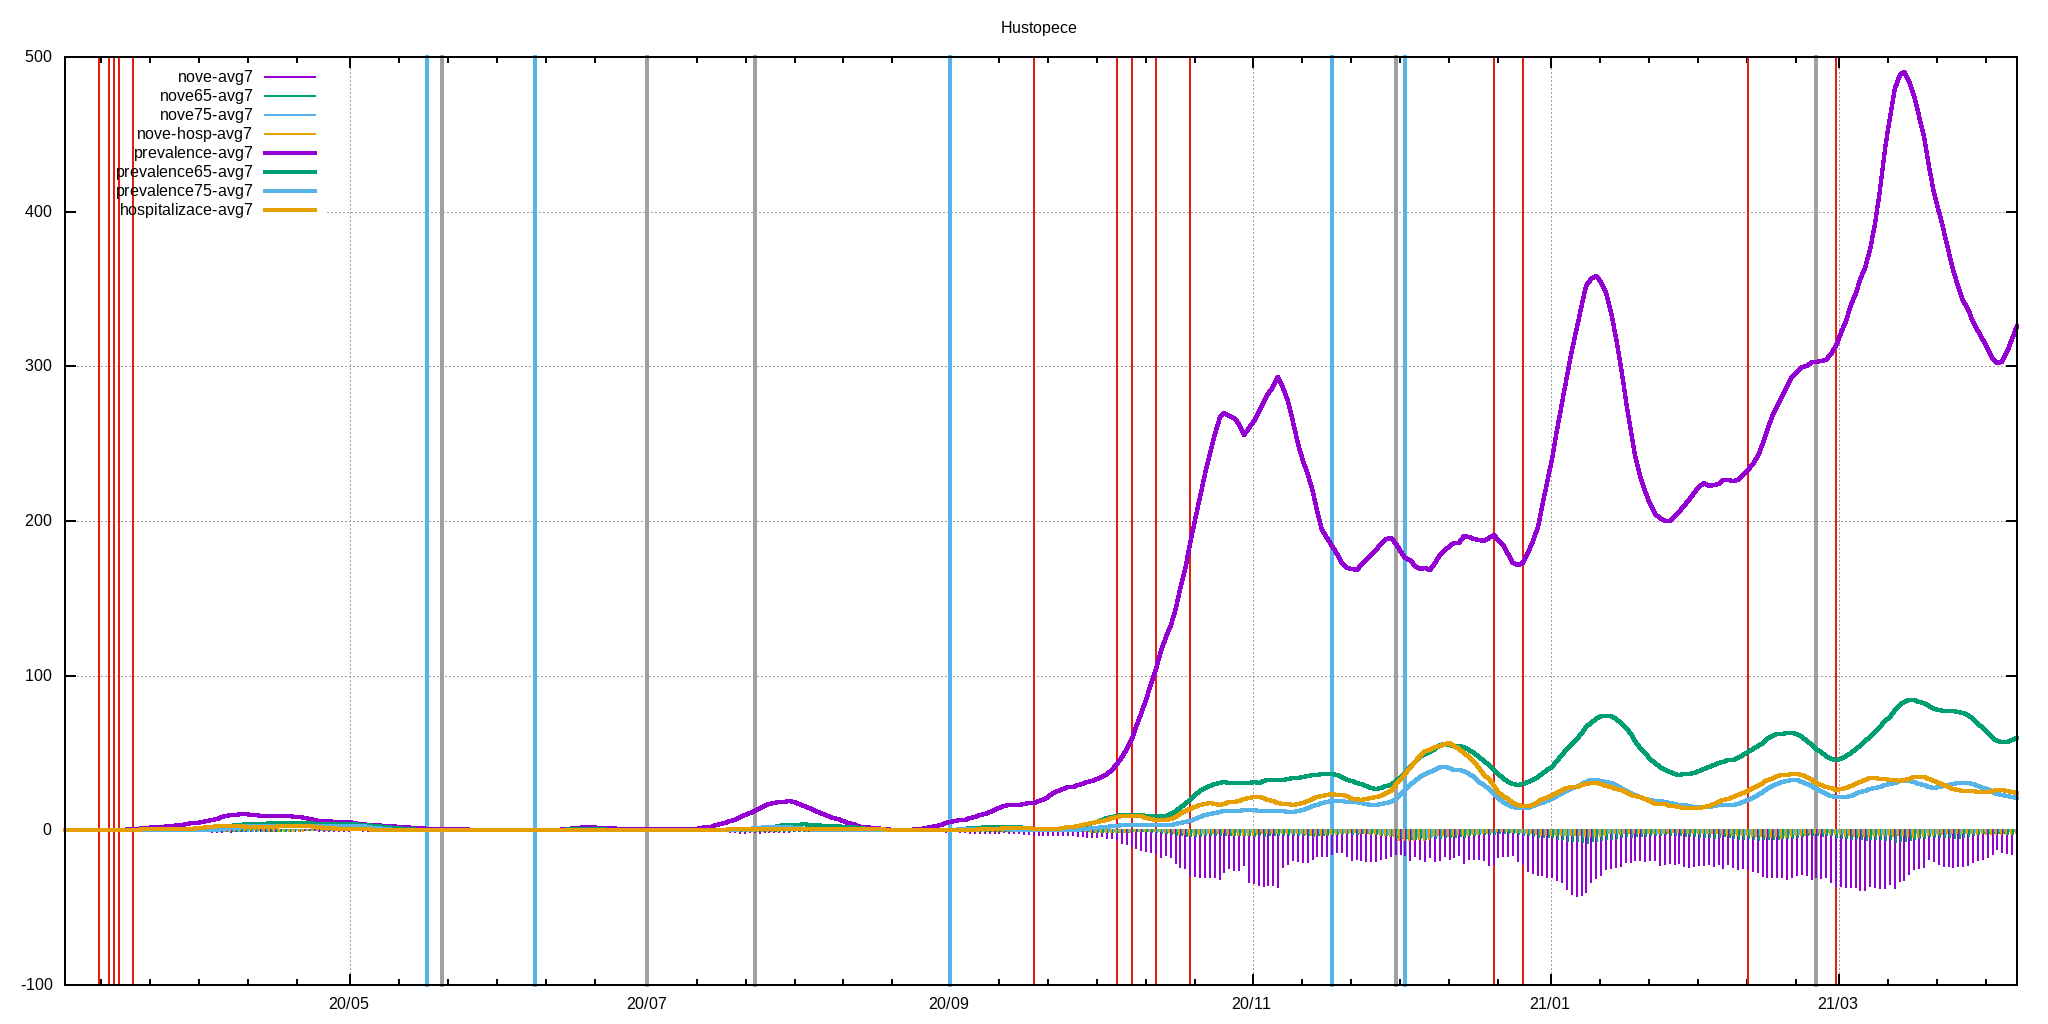 Hustopece
500
400
300
200
100
0
-100
nove-avg7
nove65-avg7
nove75-avg7
nove-hosp-avg7
prevalence-avg7
prevalence65-avg7
prevalence75-avg7
hospitalizace-avg7
20/05 20/07 20/09 20/11 21/01 21/03